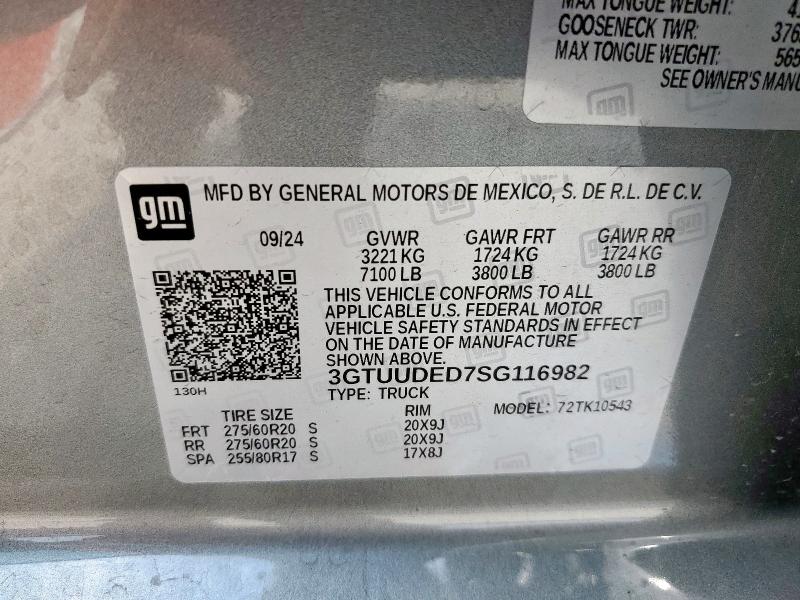 MAX TONGUE WEIGHT:
GOOSENECK TWR:
MAX TONGUE WEIGHT:
SEE OWNER'S
gm
gm MFD BY GENERAL MOTORS DE MEXICO, S. DE R.L. DE C.V.
09/24 GVWR GAWR FRT GAWR RR
3221 KG 1724 KG 1724 KG
7100 LB 3800 LB 3800 LB
THIS VEHICLE CONFORMS TO ALL
APPLICABLE U.S. FEDERAL MOTOR
VEHICLE SAFETY STANDARDS IN EFFECT
ON THE DATE OF MANUFACTURE
SHOWN ABOVE.
3GTUUDED7SG116982
130H TYPE: TRUCK
TIRE SIZE RIM MODEL: 72TK10543
FRT 275/60R20 S 20X9J
RR 275/60R20 S 20X9J
SPA 255/80R17 S 17X8J